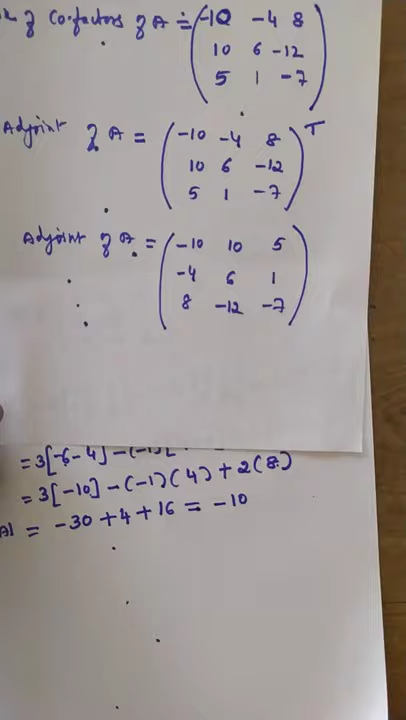 of Co-factors of A = (-10 -4 8
10 6 -12
5 1 -7)
Adjoint of A = (-10 -4 8
10 6 -12
5 1 -7)ᵀ
Adjoint of A = (-10 10 5
-4 6 1
8 -12 -7)
= 3[-6-4] - (-1)[
= 3[-10] - (-1)(4) + 2(8)
A| = -30 + 4 + 16 = -10